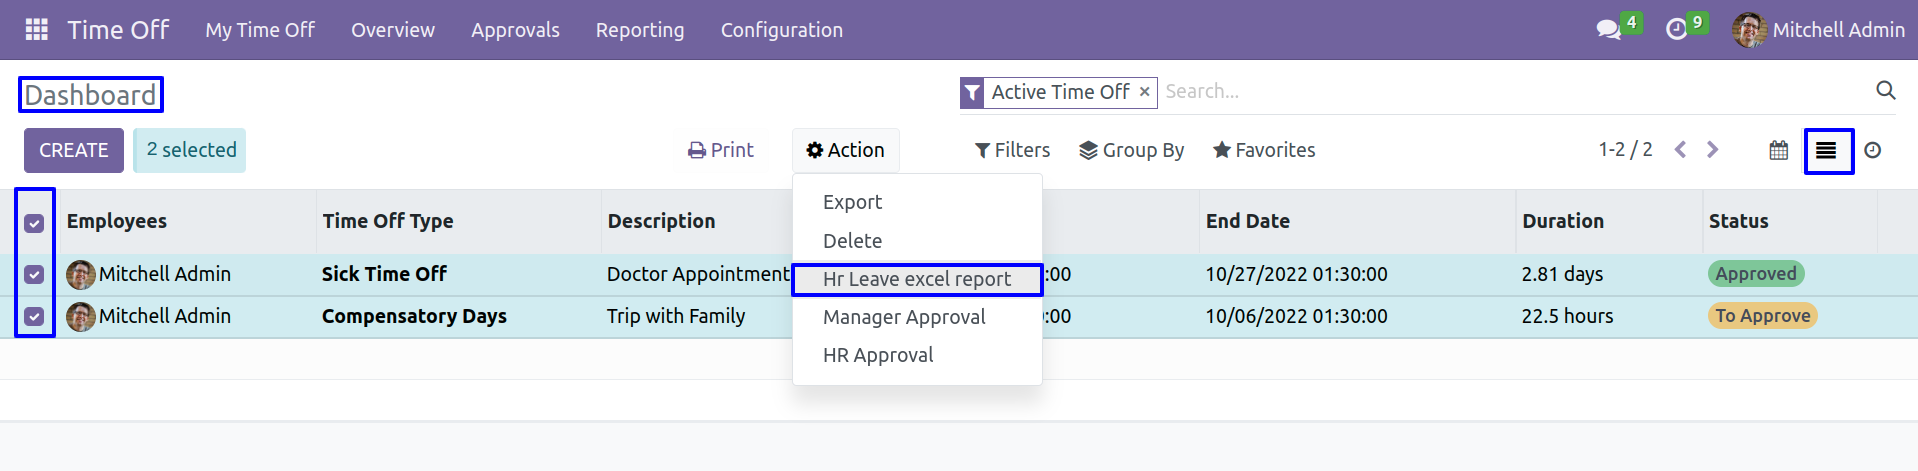 Time Off My Time Off Overview Approvals Reporting Configuration 4 9 Mitchell Admin
Dashboard Active Time Off × Search...
CREATE 2 selected Print Action Filters Group By Favorites 1-2 / 2
Employees Time Off Type Description End Date Duration Status
Mitchell Admin Sick Time Off Doctor Appointment :00 10/27/2022 01:30:00 2.81 days Approved
Mitchell Admin Compensatory Days Trip with Family :00 10/06/2022 01:30:00 22.5 hours To Approve
Export
Delete
Hr Leave excel report
Manager Approval
HR Approval